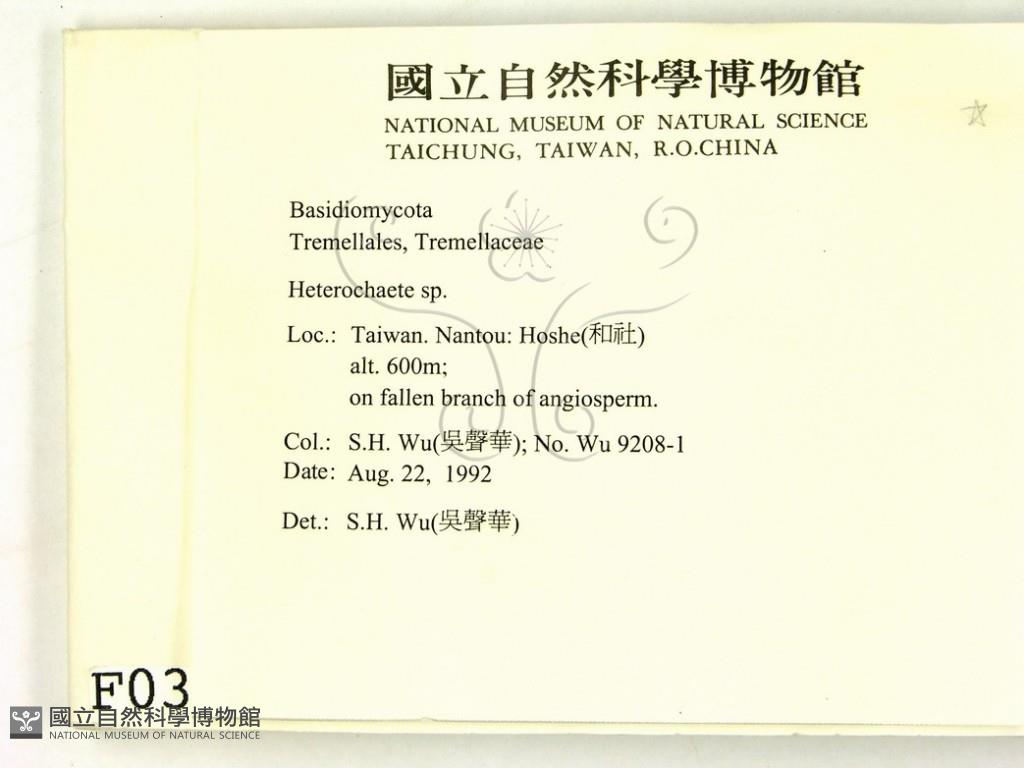 國立自然科學博物館
NATIONAL MUSEUM OF NATURAL SCIENCE
TAICHUNG, TAIWAN, R.O.CHINA
Basidiomycota
Tremellales, Tremellaceae
Heterochaete sp.
Loc.: Taiwan. Nantou: Hoshe(和社)
alt. 600m;
on fallen branch of angiosperm.
Col.: S.H. Wu(吳聲華); No. Wu 9208-1
Date: Aug. 22, 1992
Det.: S.H. Wu(吳聲華)
F03
國立自然科學博物館
NATIONAL MUSEUM OF NATURAL SCIENCE